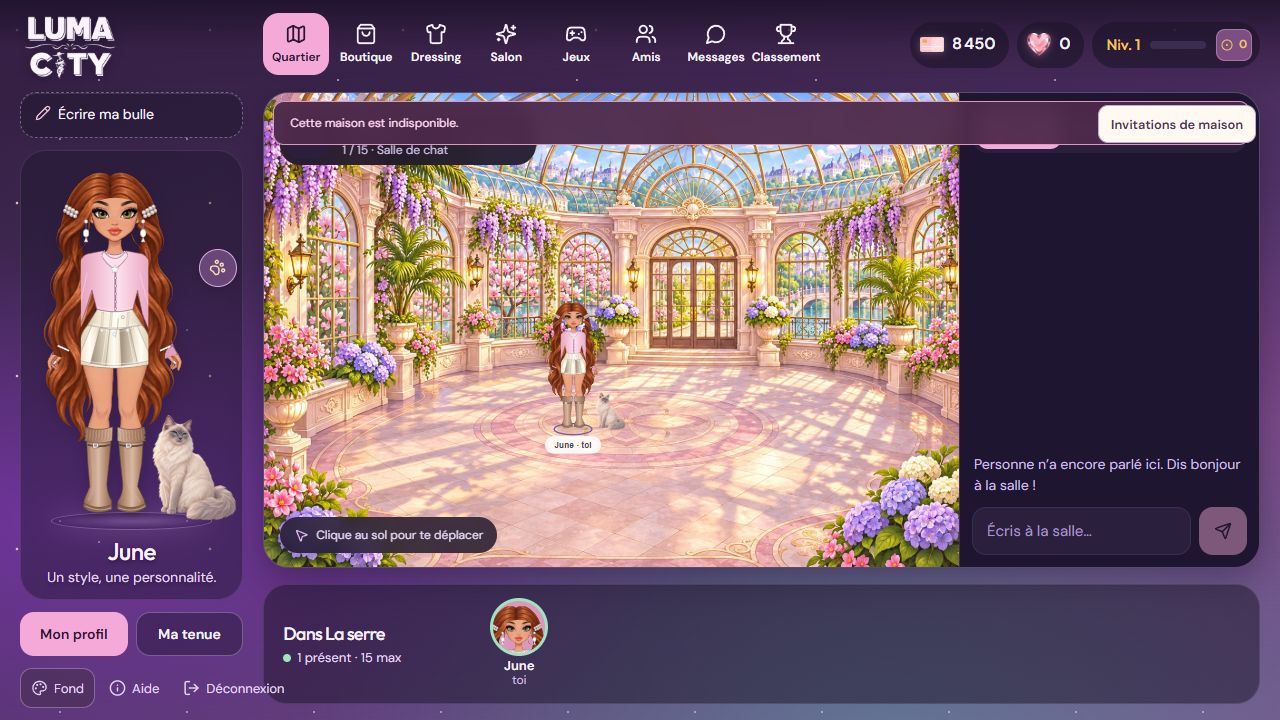 LUMA
CITY
Quartier
Boutique
Dressing
Salon
Jeux
Amis
Messages
Classement
8 450
0
Niv. 1
0
Écrire ma bulle
Cette maison est indisponible.
Invitations de maison
1 / 15 · Salle de chat
June · toi
Clique au sol pour te déplacer
Personne n’a encore parlé ici. Dis bonjour
à la salle !
Écris à la salle…
June
Un style, une personnalité.
Mon profil
Ma tenue
Fond
Aide
Déconnexion
Dans La serre
1 présent · 15 max
June
toi